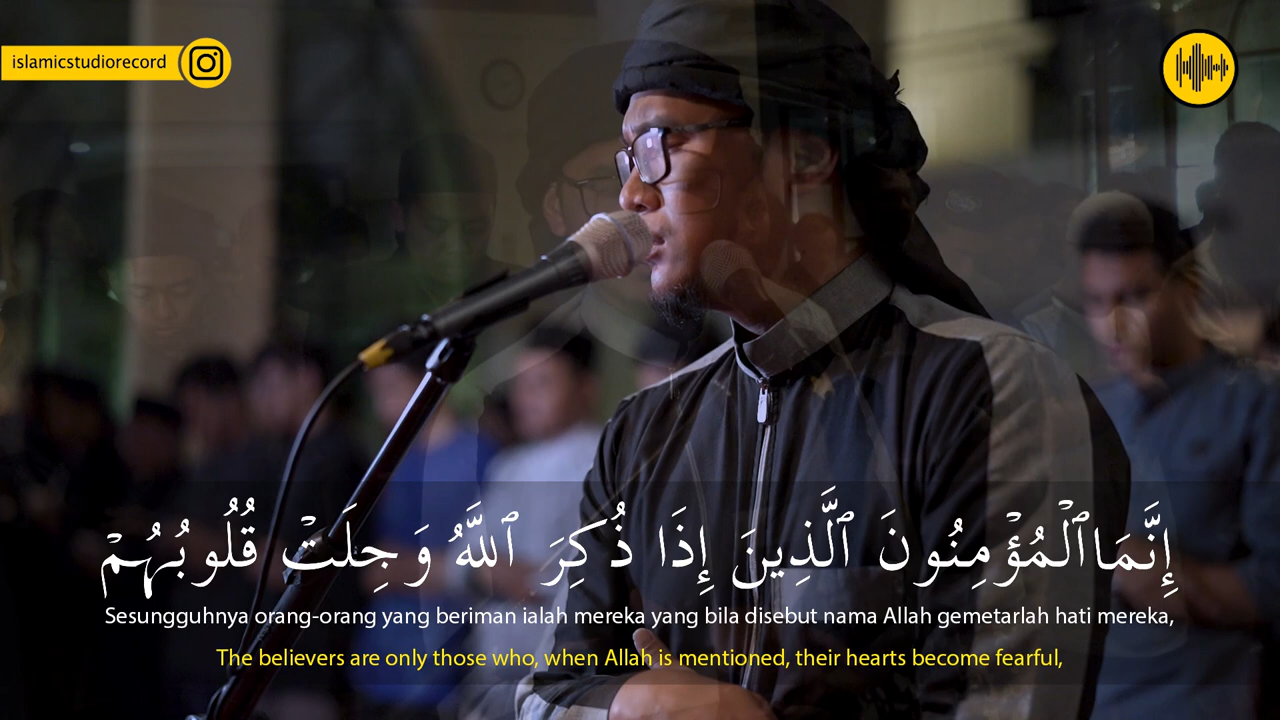 islamicstudiorecord
إِنَّمَا ٱلْمُؤْمِنُونَ ٱلَّذِينَ إِذَا ذُكِرَ ٱللَّهُ وَجِلَتْ قُلُوبُهُمْ
Sesungguhnya orang-orang yang beriman ialah mereka yang bila disebut nama Allah gemetarlah hati mereka,
The believers are only those who, when Allah is mentioned, their hearts become fearful,